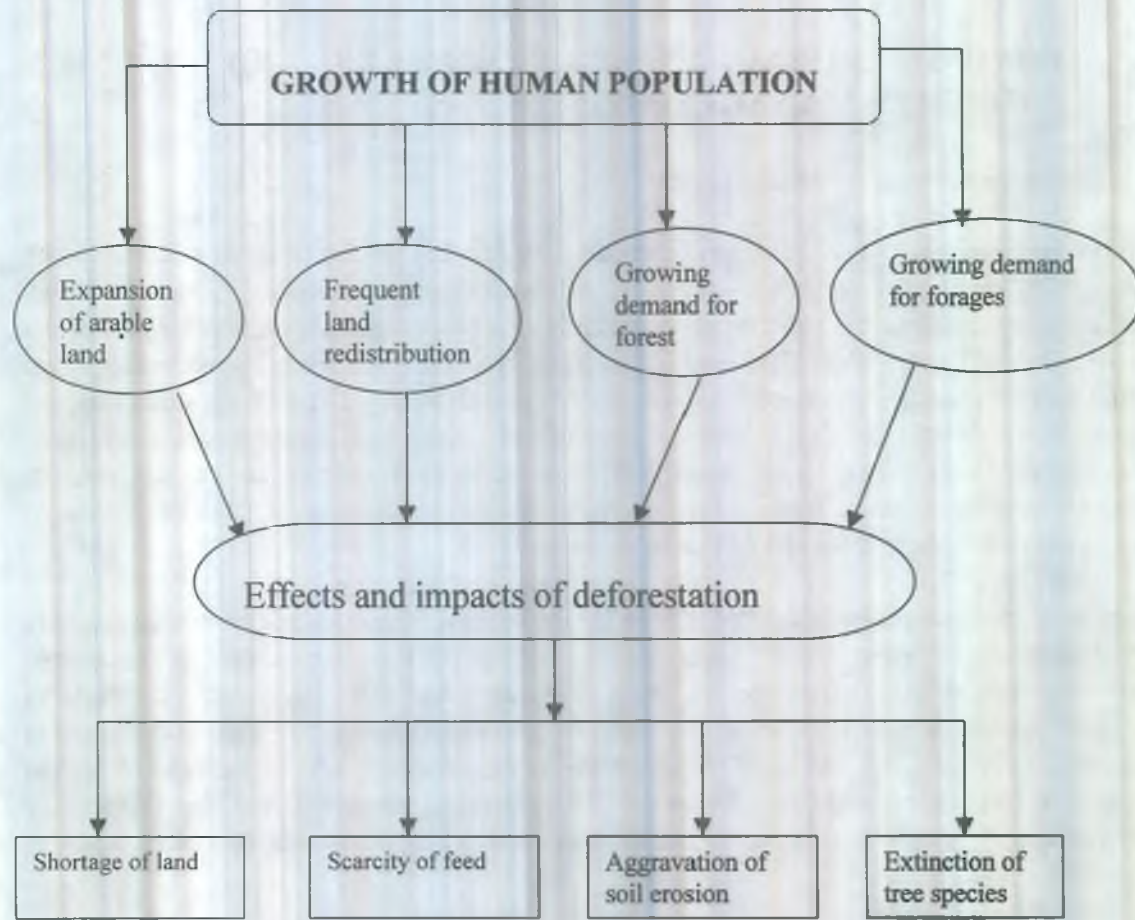 GROWTH OF HUMAN POPULATION
Expansion
of arable
land
Frequent
land
redistribution
Growing
demand for
forest
Growing demand
for forages
Effects and impacts of deforestation
Shortage of land
Scarcity of feed
Aggravation of
soil erosion
Extinction of
tree species